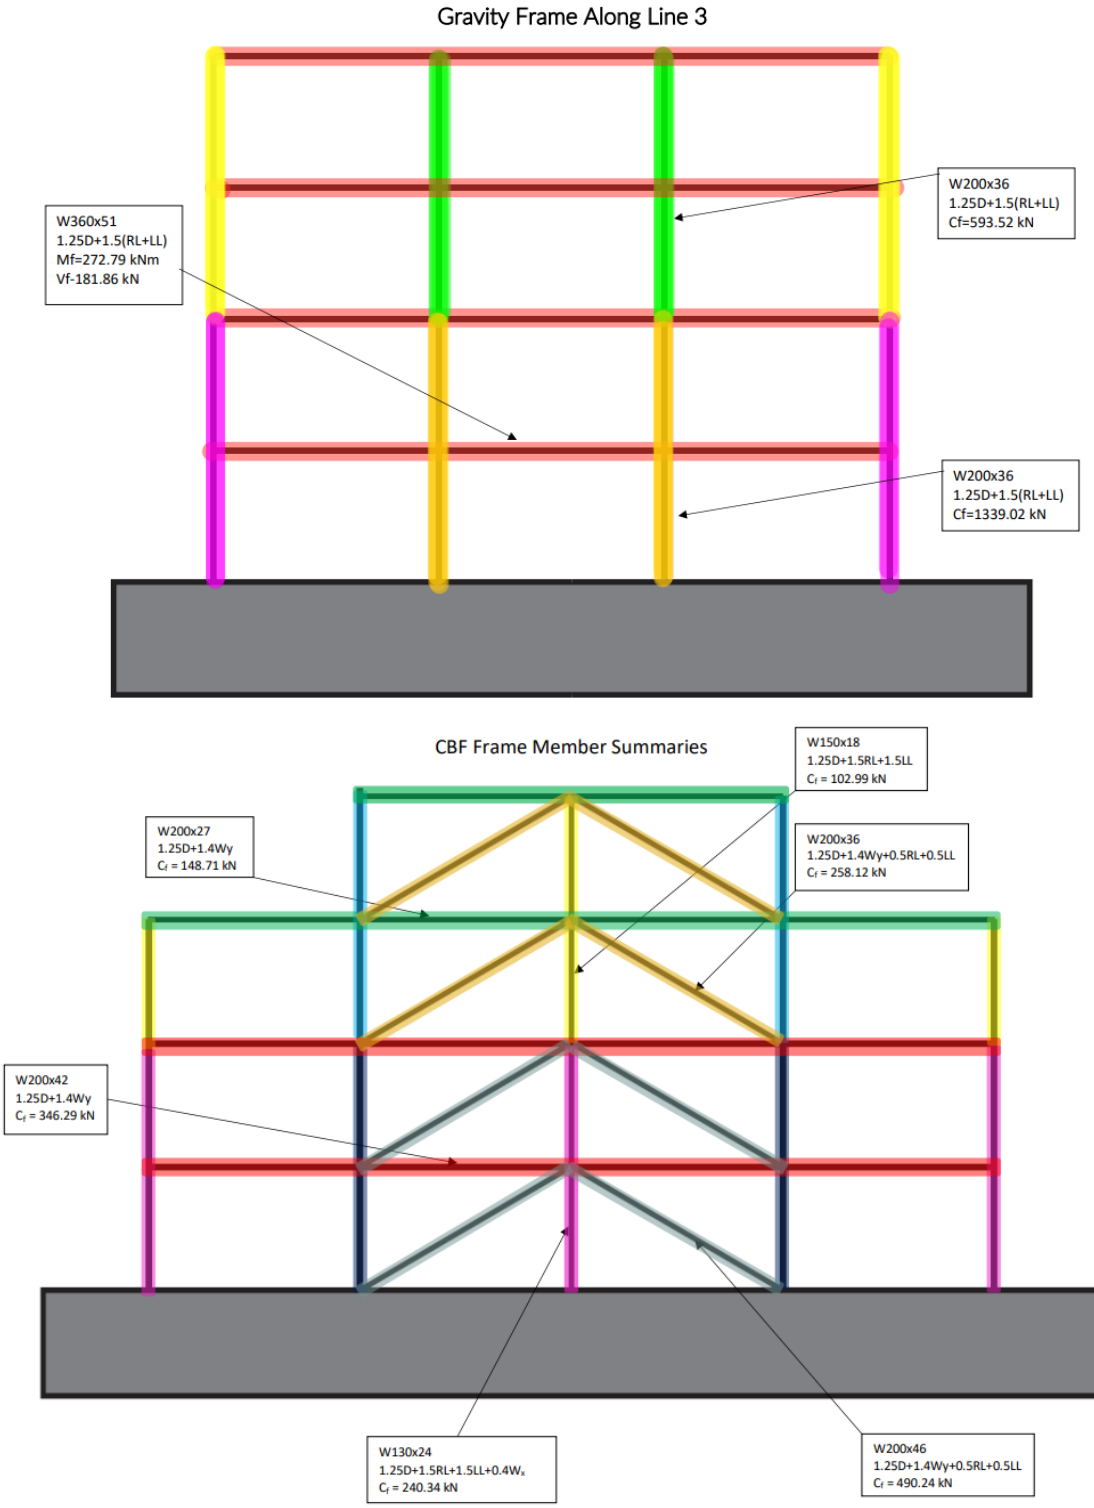 Gravity Frame Along Line 3
W200x36
1.25D+1.5(RL+LL)
Cf=593.52 kN
W360x51
1.25D+1.5(RL+LL)
Mf=272.79 kNm
Vf-181.86 kN
W200x36
1.25D+1.5(RL+LL)
Cf=1339.02 kN
CBF Frame Member Summaries
W150x18
1.25D+1.5RL+1.5LL
Cf = 102.99 kN
W200x27
1.25D+1.4Wy
Cf = 148.71 kN
W200x36
1.25D+1.4Wy+0.5RL+0.5LL
Cf = 258.12 kN
W200x42
1.25D+1.4Wy
Cf = 346.29 kN
W130x24
1.25D+1.5RL+1.5LL+0.4Wx
Cf = 240.34 kN
W200x46
1.25D+1.4Wy+0.5RL+0.5LL
Cf = 490.24 kN